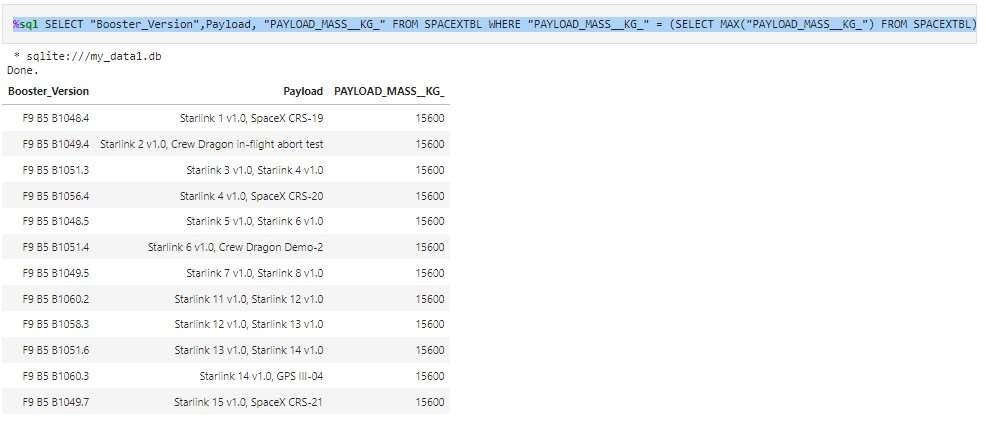 %sql SELECT "Booster_Version",Payload, "PAYLOAD_MASS__KG_" FROM SPACEXTBL WHERE "PAYLOAD_MASS__KG_" = (SELECT MAX("PAYLOAD_MASS__KG_") FROM SPACEXTBL)
* sqlite:///my_data1.db
Done.
Booster_Version Payload PAYLOAD_MASS__KG_
F9 B5 B1048.4 Starlink 1 v1.0, SpaceX CRS-19 15600
F9 B5 B1049.4 Starlink 2 v1.0, Crew Dragon in-flight abort test 15600
F9 B5 B1051.3 Starlink 3 v1.0, Starlink 4 v1.0 15600
F9 B5 B1056.4 Starlink 4 v1.0, SpaceX CRS-20 15600
F9 B5 B1048.5 Starlink 5 v1.0, Starlink 6 v1.0 15600
F9 B5 B1051.4 Starlink 6 v1.0, Crew Dragon Demo-2 15600
F9 B5 B1049.5 Starlink 7 v1.0, Starlink 8 v1.0 15600
F9 B5 B1060.2 Starlink 11 v1.0, Starlink 12 v1.0 15600
F9 B5 B1058.3 Starlink 12 v1.0, Starlink 13 v1.0 15600
F9 B5 B1051.6 Starlink 13 v1.0, Starlink 14 v1.0 15600
F9 B5 B1060.3 Starlink 14 v1.0, GPS III-04 15600
F9 B5 B1049.7 Starlink 15 v1.0, SpaceX CRS-21 15600